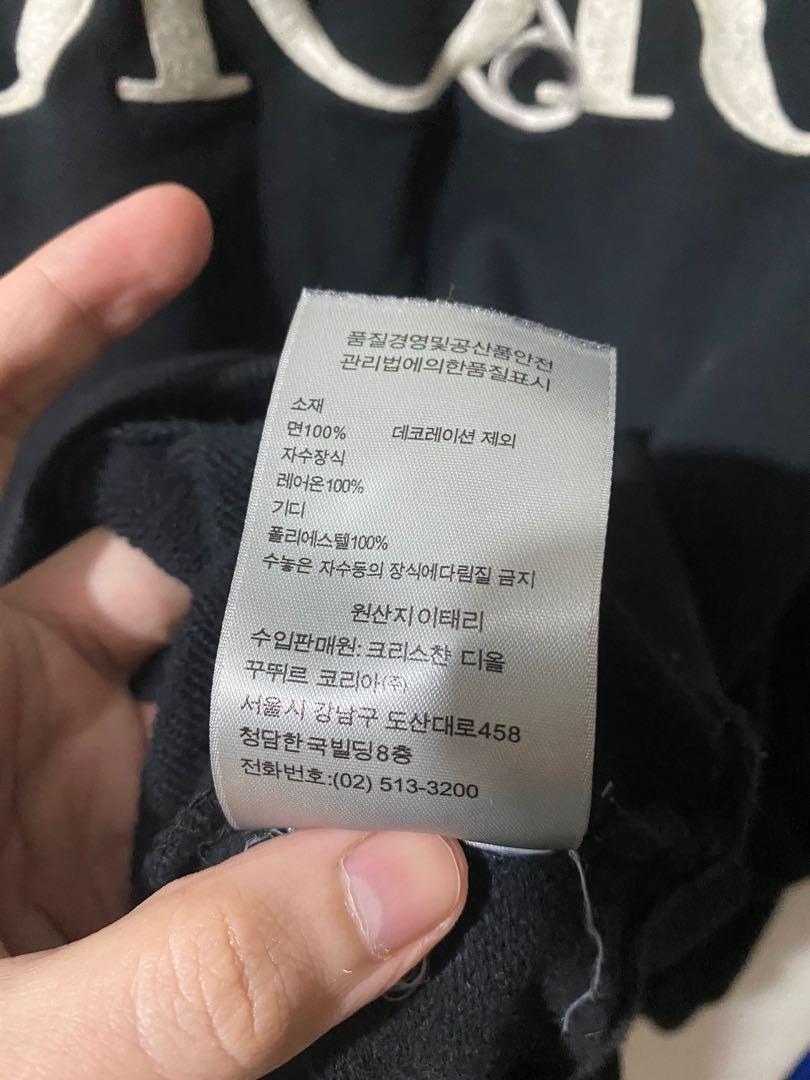 품질경영및공산품안전
관리법에의한품질표시
소재
면100% 데코레이션 제외
자수장식
레어온100%
기디
폴리에스텔100%
수놓은 자수등의 장식에다림질 금지
원산지이태리
수입판매원: 크리스챤 디올
꾸뛰르 코리아(주)
서울시 강남구 도산대로458
청담한국빌딩8층
전화번호:(02) 513-3200